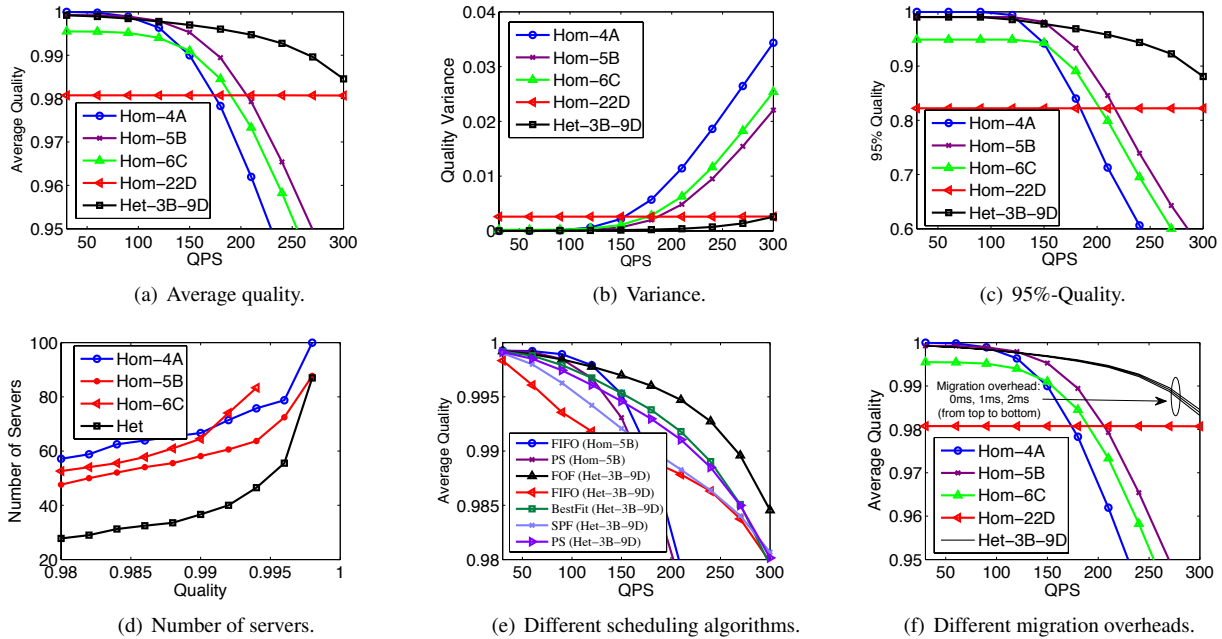 1
0.99
0.98
0.97
0.96
0.95
Average Quality
Hom−4A
Hom−5B
Hom−6C
Hom−22D
Het−3B−9D
50 100 150 200 250 300
QPS
(a) Average quality.
0.04
0.03
0.02
0.01
0
Quality Variance
Hom−4A
Hom−5B
Hom−6C
Hom−22D
Het−3B−9D
50 100 150 200 250 300
QPS
(b) Variance.
1
0.9
0.8
0.7
0.6
95% Quality
Hom−4A
Hom−5B
Hom−6C
Hom−22D
Het−3B−9D
50 100 150 200 250 300
QPS
(c) 95%-Quality.
100
80
60
40
20
Number of Servers
Hom−4A
Hom−5B
Hom−6C
Het
0.98 0.985 0.99 0.995 1
Quality
(d) Number of servers.
1
0.995
0.99
0.985
0.98
Average Quality
FIFO (Hom−5B)
PS (Hom−5B)
FOF (Het−3B−9D)
FIFO (Het−3B−9D)
BestFit (Het−3B−9D)
SPF (Het−3B−9D)
PS (Het−3B−9D)
50 100 150 200 250 300
QPS
(e) Different scheduling algorithms.
1
0.99
0.98
0.97
0.96
0.95
Average Quality
Migration overhead:
0ms, 1ms, 2ms
(from top to bottom)
Hom−4A
Hom−5B
Hom−6C
Hom−22D
Het−3B−9D
50 100 150 200 250 300
QPS
(f) Different migration overheads.